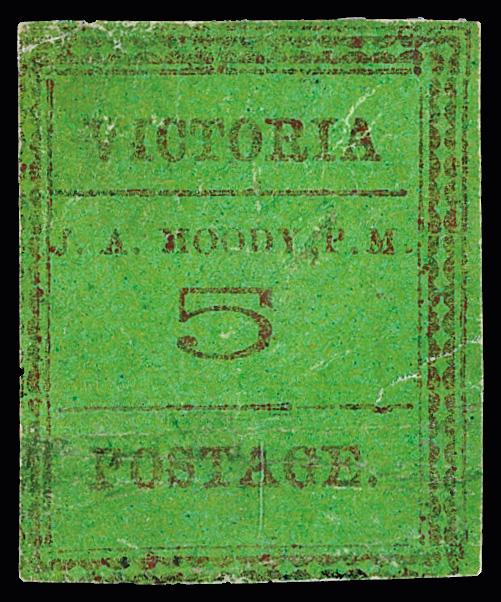 VICTORIA
J. A. MOODY, P.M.
5
POSTAGE.